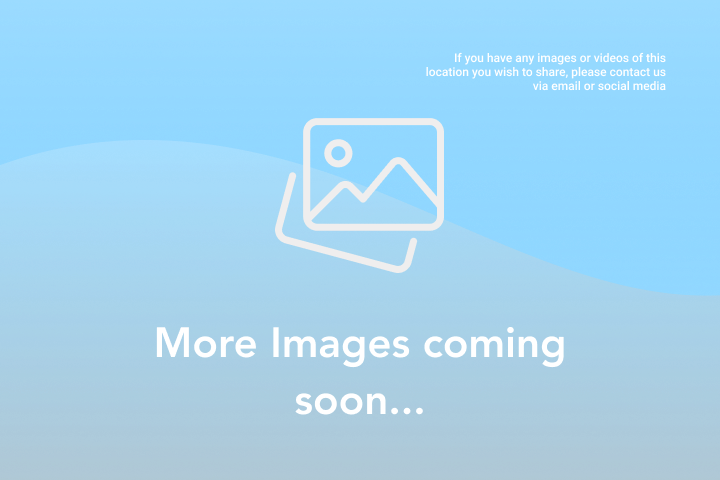 If you have any images or videos of this
location you wish to share, please contact us
via email or social media
More Images coming
soon...